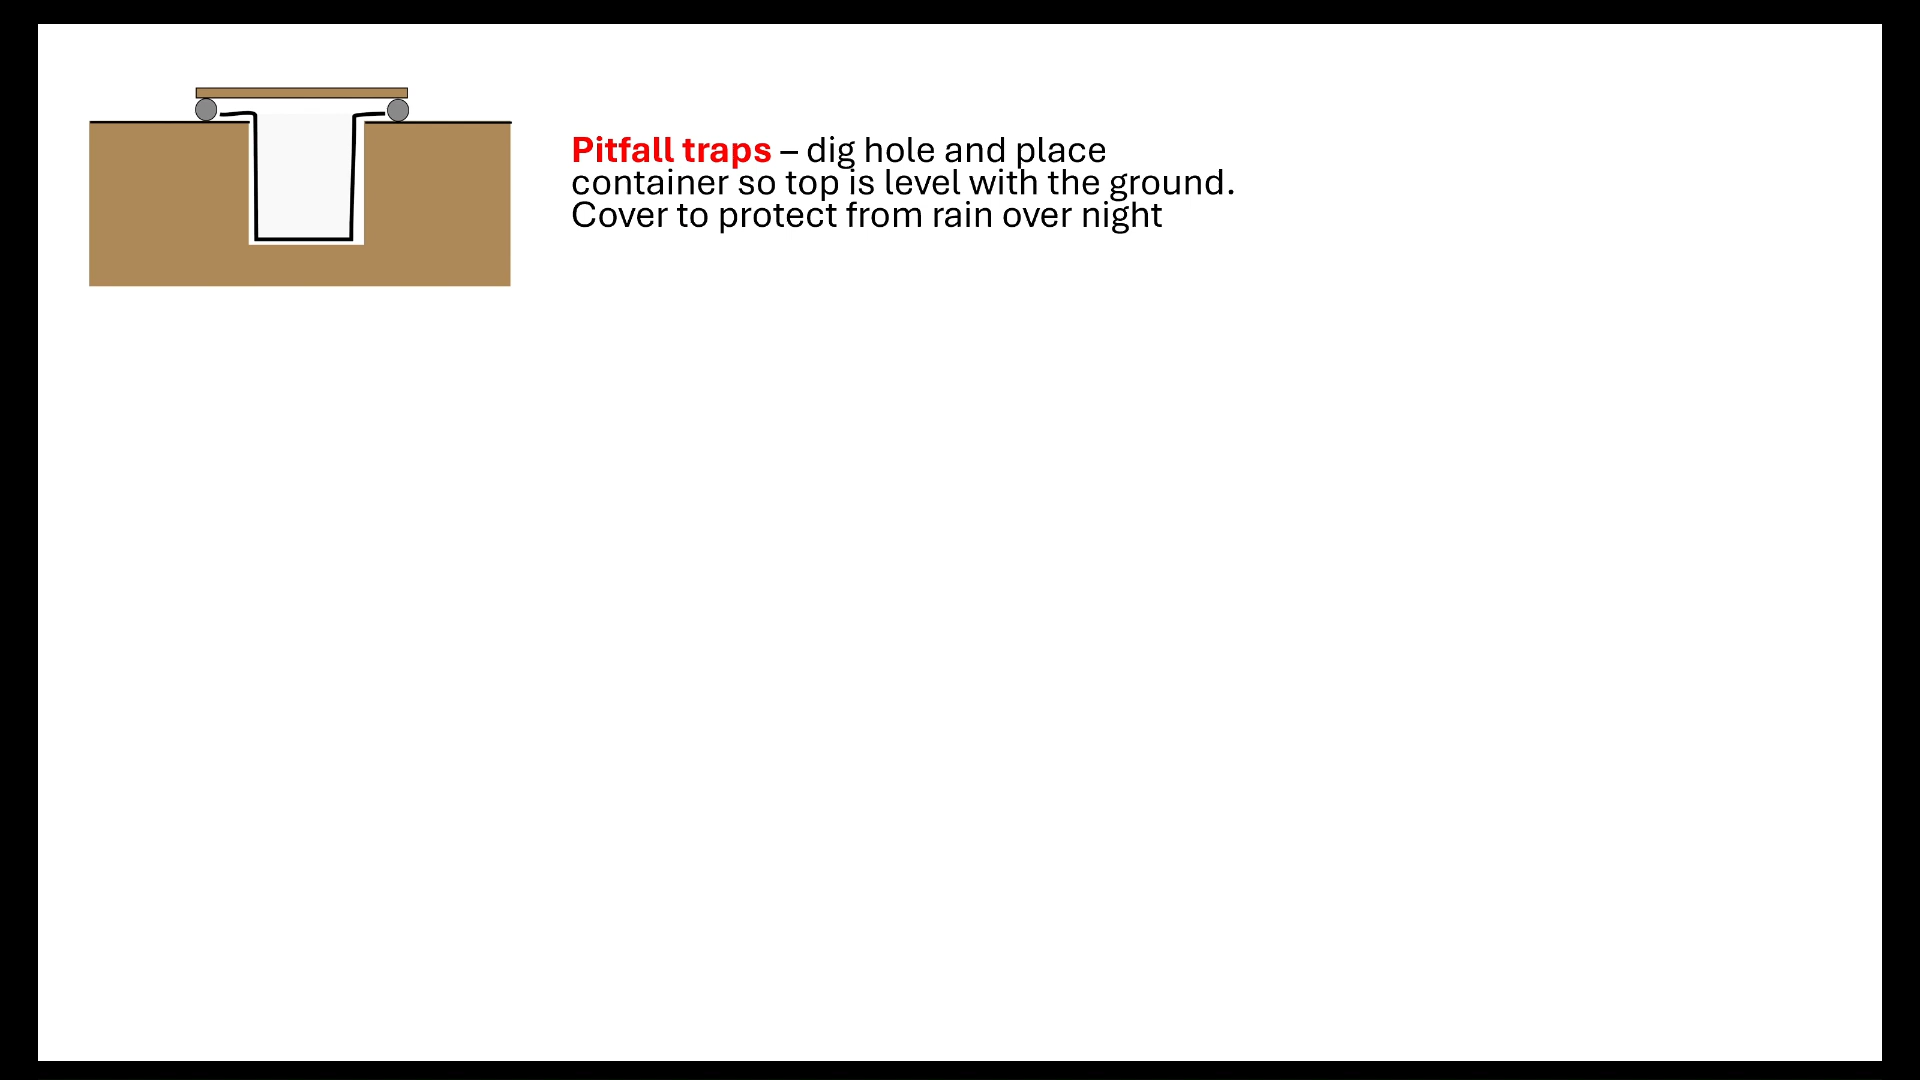 Pitfall traps – dig hole and place
container so top is level with the ground.
Cover to protect from rain over night